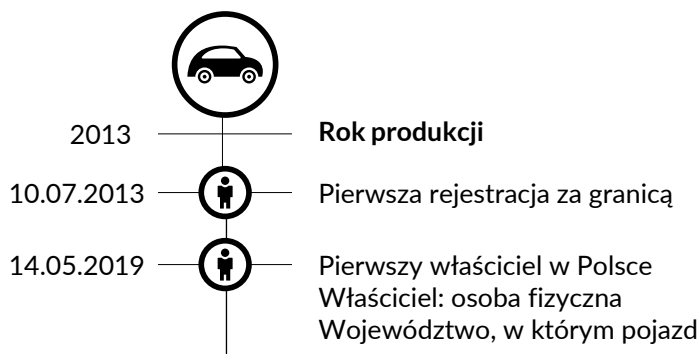 2013 Rok produkcji
10.07.2013 Pierwsza rejestracja za granicą
14.05.2019 Pierwszy właściciel w Polsce
Właściciel: osoba fizyczna
Województwo, w którym pojazd